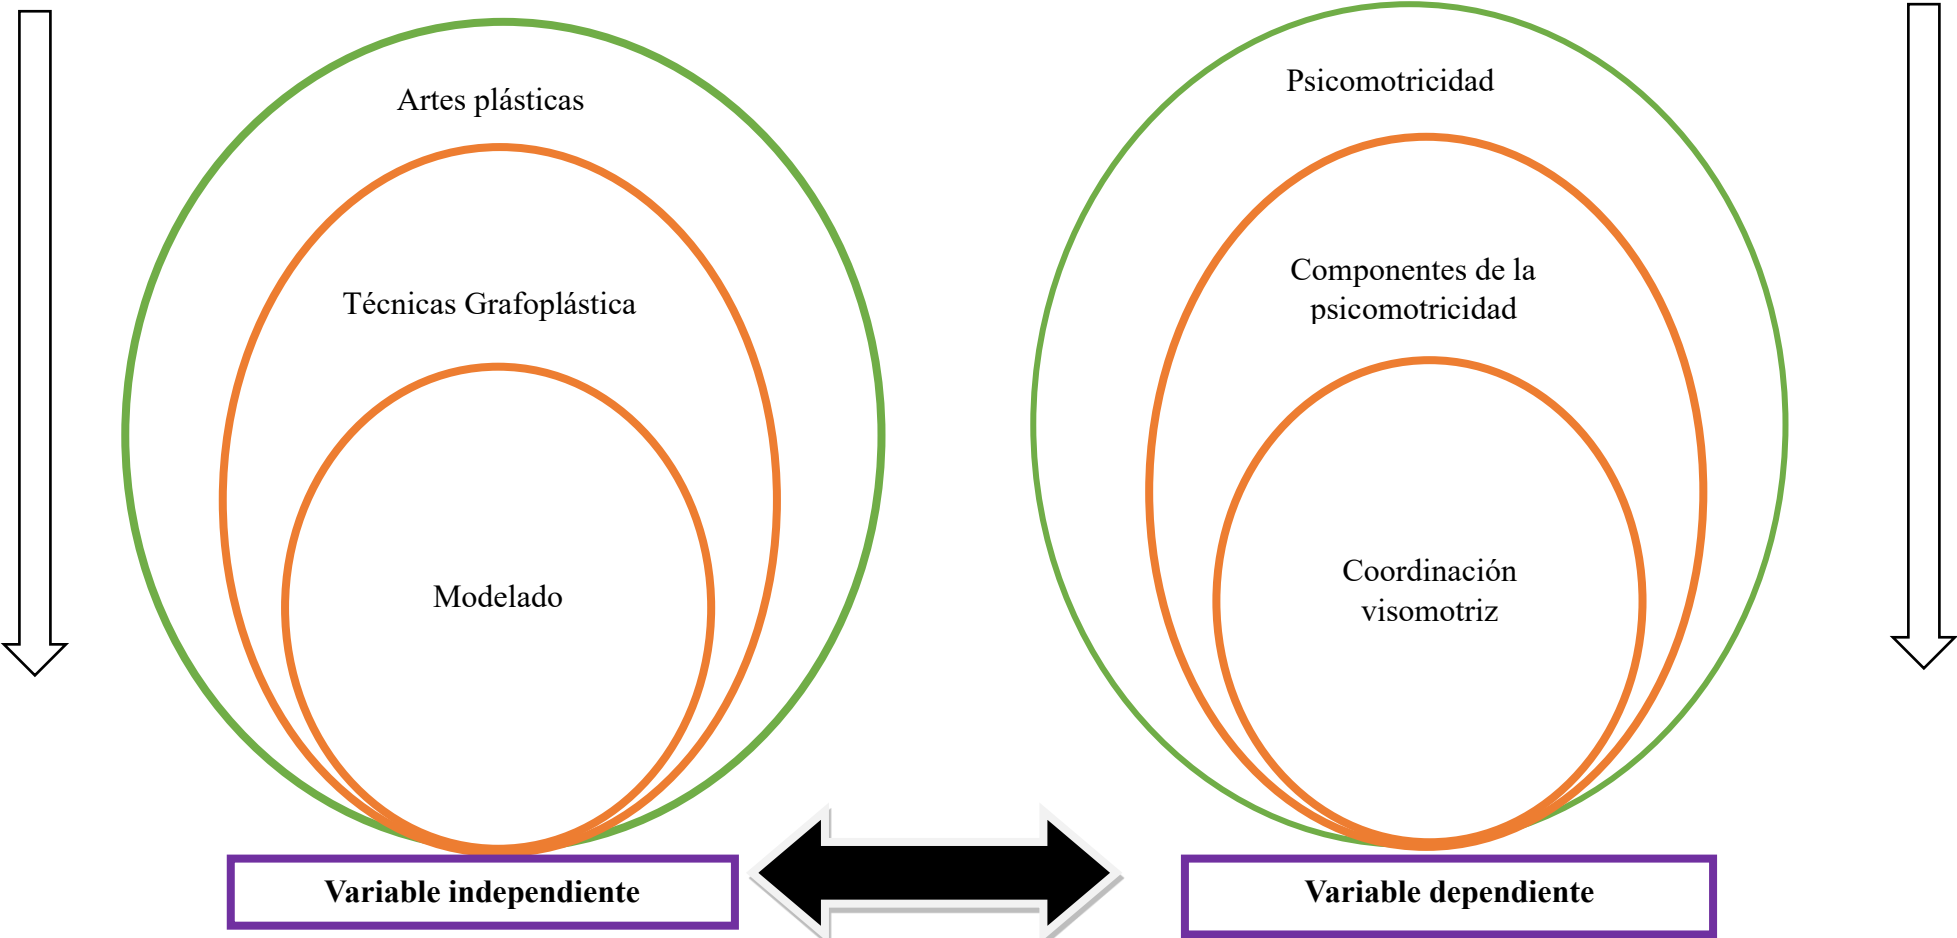 Artes plásticas
Técnicas Grafoplástica
Modelado
Variable independiente
Psicomotricidad
Componentes de la
psicomotricidad
Coordinación
visomotriz
Variable dependiente